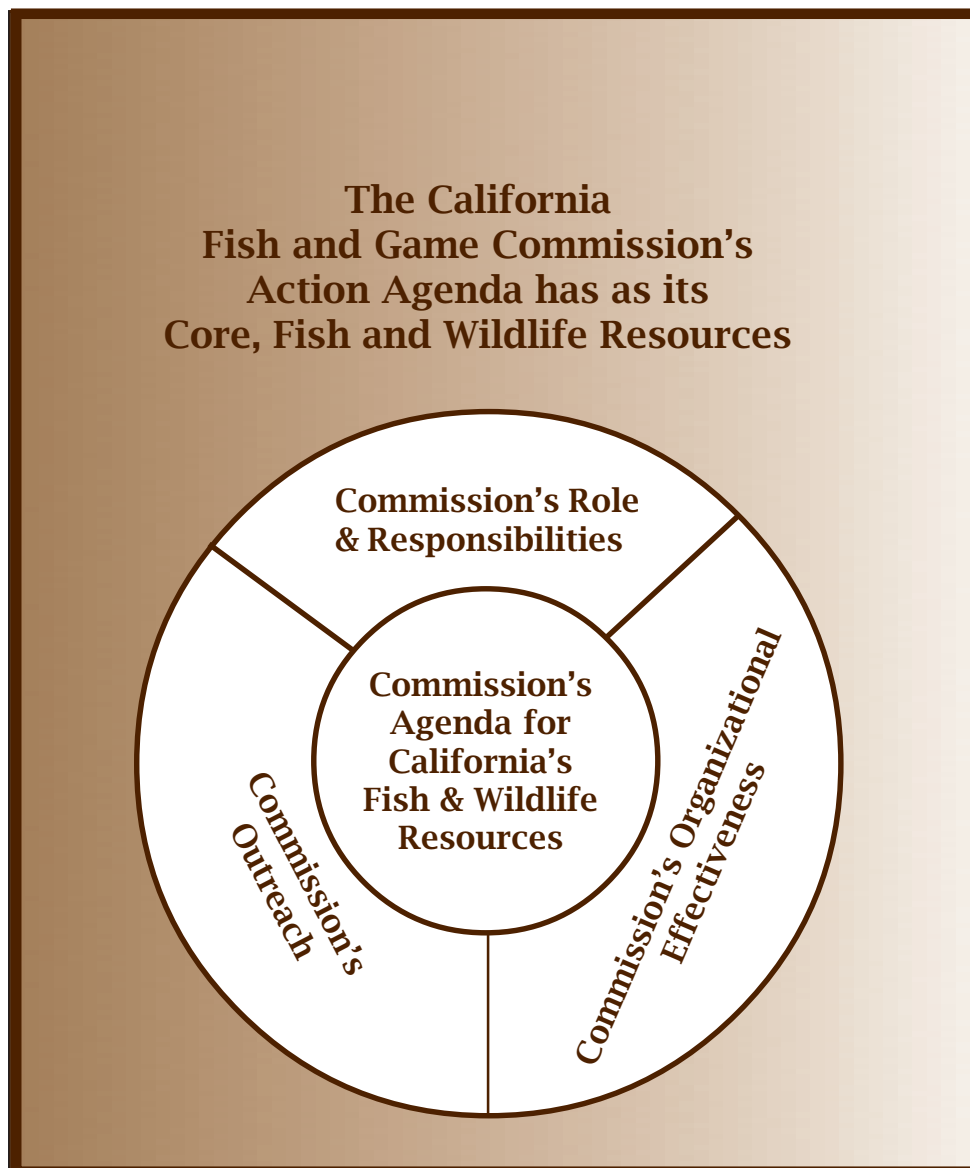 The California
Fish and Game Commission’s
Action Agenda has as its
Core, Fish and Wildlife Resources
Commission’s Role
& Responsibilities
Commission’s
Agenda for
California’s
Fish & Wildlife
Resources
Commission’s
Outreach
Commission’s Organizational
Effectiveness